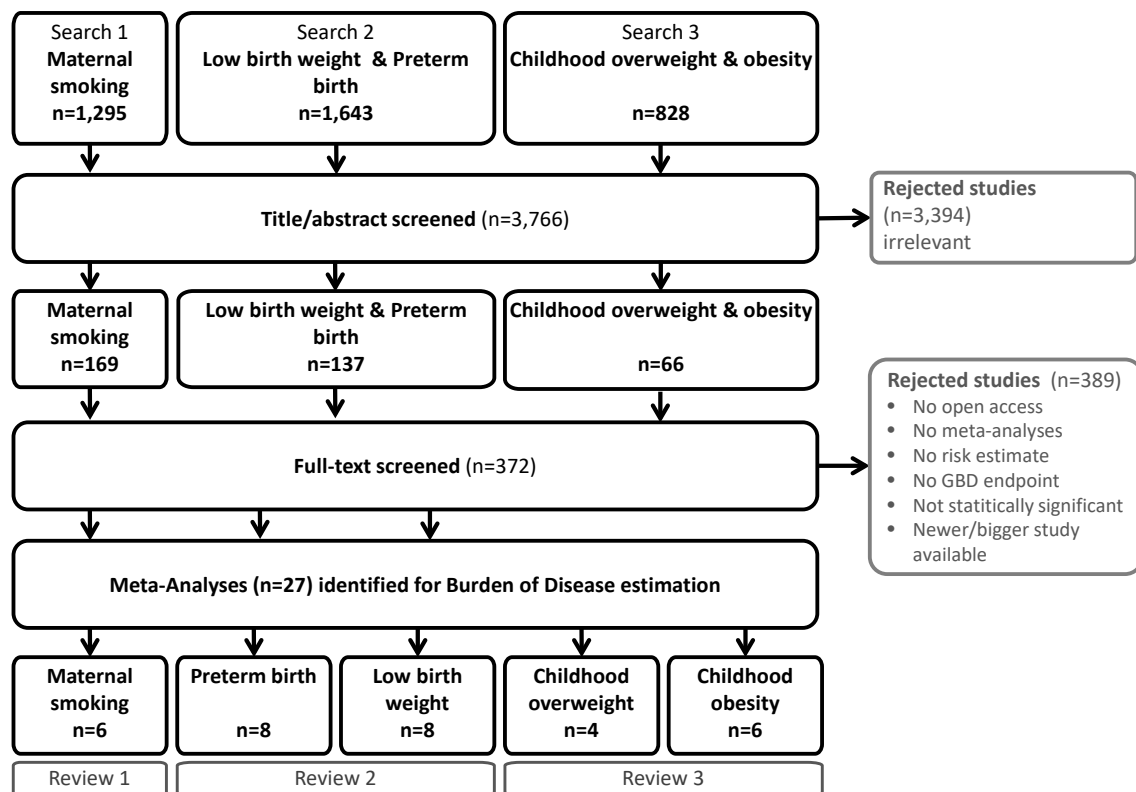 Search 1
Maternal
smoking
n=1,295
Search 2
Low birth weight & Preterm
birth
n=1,643
Search 3
Childhood overweight & obesity
n=828
Title/abstract screened (n=3,766)
Rejected studies
(n=3,394)
irrelevant
Maternal
smoking
n=169
Low birth weight & Preterm
birth
n=137
Childhood overweight & obesity
n=66
Full-text screened (n=372)
Rejected studies (n=389)
• No open access
• No meta-analyses
• No risk estimate
• No GBD endpoint
• Not statitically significant
• Newer/bigger study
available
Meta-Analyses (n=27) identified for Burden of Disease estimation
Maternal
smoking
n=6
Preterm birth
n=8
Low birth
weight
n=8
Childhood
overweight
n=4
Childhood
obesity
n=6
Review 1
Review 2
Review 3